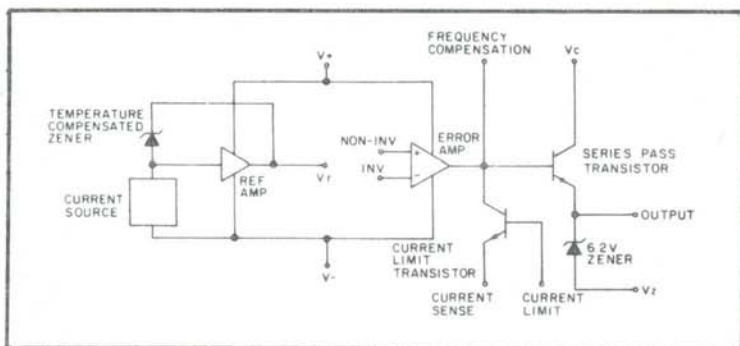 FREQUENCY
COMPENSATION
Vc
V+
TEMPERATURE
COMPENSATED
ZENER
NON-INV
ERROR
AMP
+
INV
-
SERIES PASS
TRANSISTOR
REF
AMP
Vr
CURRENT
SOURCE
OUTPUT
CURRENT
LIMIT
TRANSISTOR
6.2V
ZENER
V-
CURRENT
SENSE
CURRENT
LIMIT
Vz